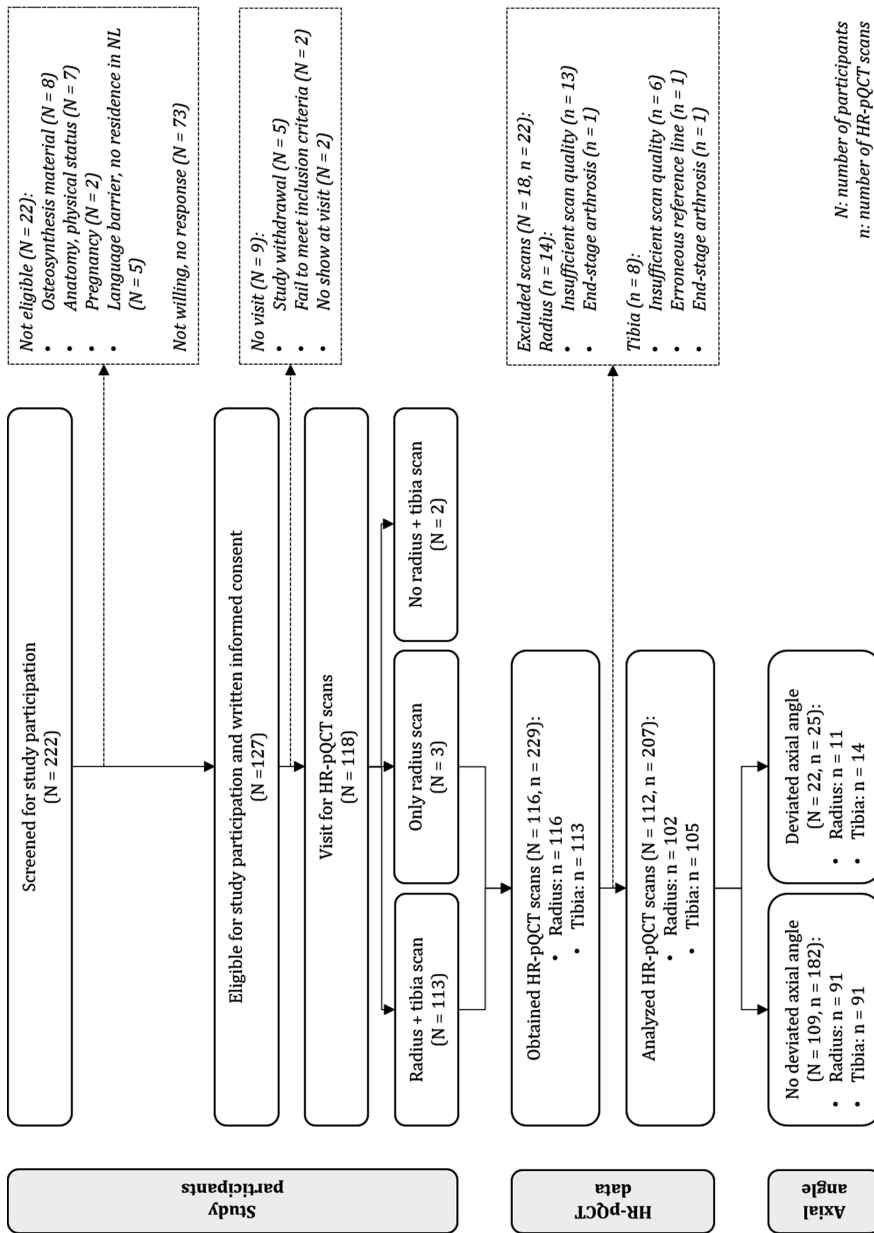 Study
participants
Screened for study participation
(N = 222)
Not eligible (N = 22):
• Osteosynthesis material (N = 8)
• Anatomy, physical status (N = 7)
• Pregnancy (N = 2)
• Language barrier, no residence in NL
(N = 5)
Not willing, no response (N = 73)
Eligible for study participation and written informed consent
(N =127)
No visit (N = 9):
• Study withdrawal (N = 5)
• Fail to meet inclusion criteria (N = 2)
• No show at visit (N = 2)
Visit for HR-pQCT scans
(N = 118)
Radius + tibia scan
(N = 113)
Only radius scan
(N = 3)
No radius + tibia scan
(N = 2)
HR-pQCT
data
Obtained HR-pQCT scans (N = 116, n = 229):
• Radius: n = 116
• Tibia: n = 113
Excluded scans (N = 18, n = 22):
Radius (n = 14):
• Insufficient scan quality (n = 13)
• End-stage arthrosis (n = 1)
Tibia (n = 8):
• Insufficient scan quality (n = 6)
• Erroneous reference line (n = 1)
• End-stage arthrosis (n = 1)
Analyzed HR-pQCT scans (N = 112, n = 207):
• Radius: n = 102
• Tibia: n = 105
Axial
angle
No deviated axial angle
(N = 109, n = 182):
• Radius: n = 91
• Tibia: n = 91
Deviated axial angle
(N = 22, n = 25):
• Radius: n = 11
• Tibia: n = 14
N: number of participants
n: number of HR-pQCT scans